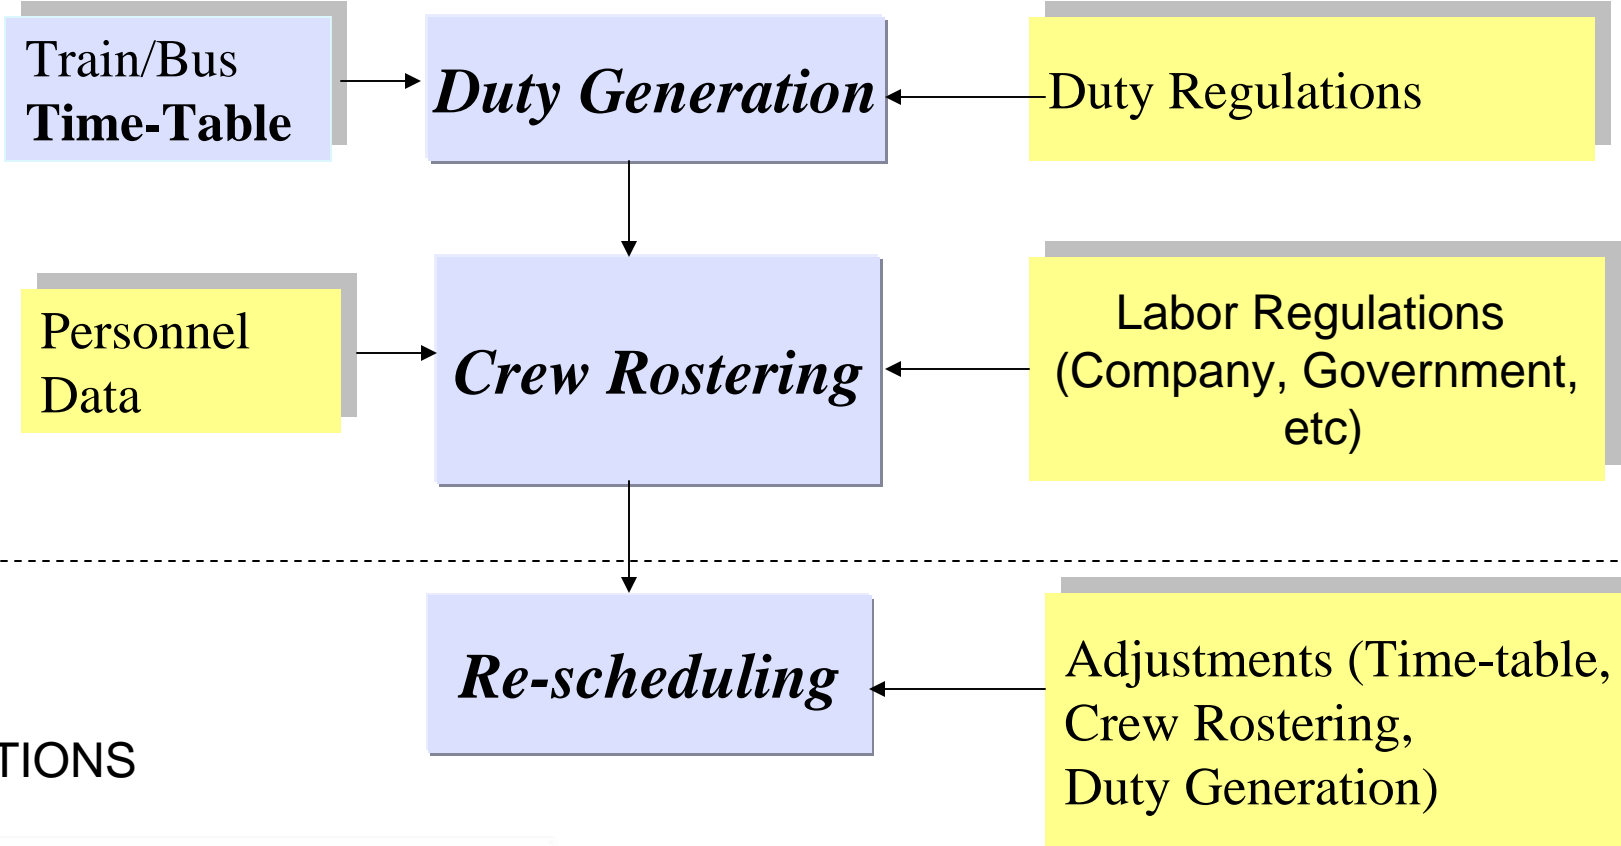 Train/Bus
Time-Table
Duty Generation
Duty Regulations
Personnel
Data
Crew Rostering
Labor Regulations
(Company, Government,
etc)
Re-scheduling
Adjustments (Time-table,
Crew Rostering,
Duty Generation)
TIONS